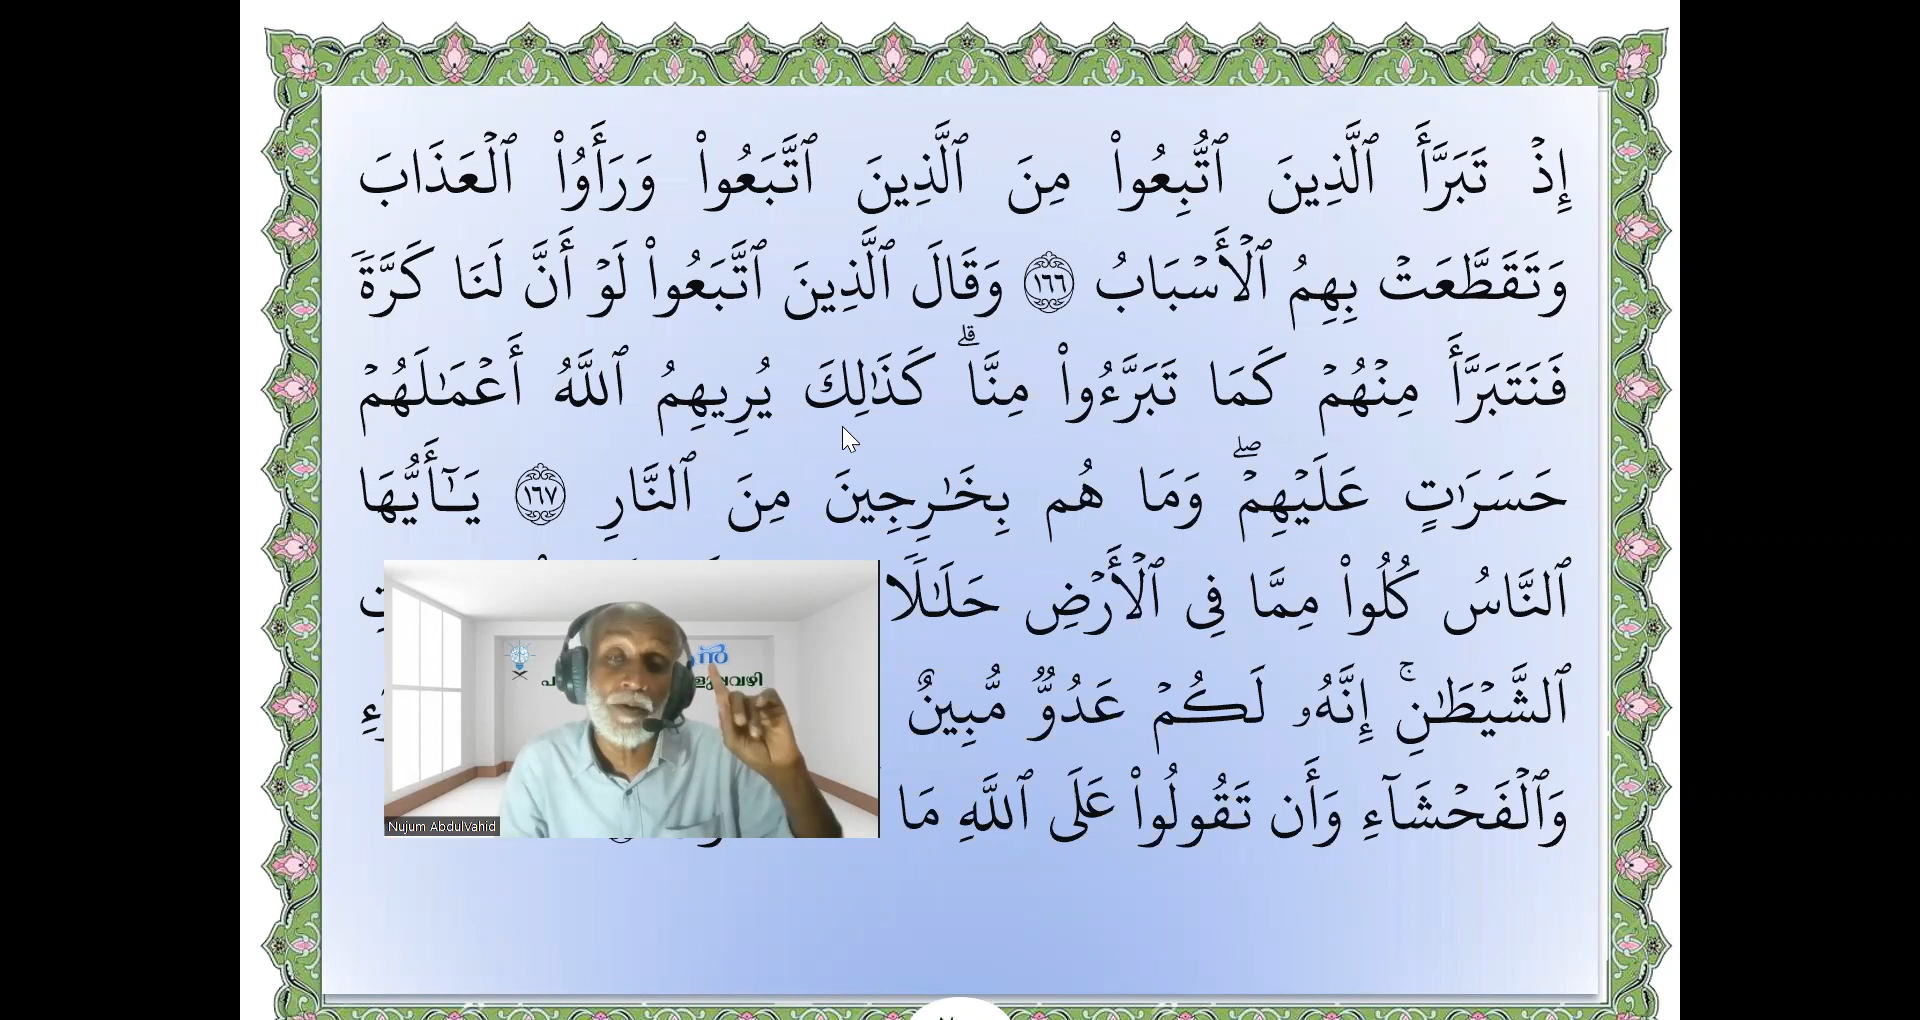 إِذۡ تَبَرَّأَ ٱلَّذِينَ ٱتُّبِعُواْ مِنَ ٱلَّذِينَ ٱتَّبَعُواْ وَرَأَوُاْ ٱلۡعَذَابَ
وَتَقَطَّعَتۡ بِهِمُ ٱلۡأَسۡبَابُ ١٦٦ وَقَالَ ٱلَّذِينَ ٱتَّبَعُواْ لَوۡ أَنَّ لَنَا كَرَّةٗ
فَنَتَبَرَّأَ مِنۡهُمۡ كَمَا تَبَرَّءُواْ مِنَّاۗ كَذَٰلِكَ يُرِيهِمُ ٱللَّهُ أَعۡمَٰلَهُمۡ
حَسَرَٰتٍ عَلَيۡهِمۡۖ وَمَا هُم بِخَٰرِجِينَ مِنَ ٱلنَّارِ ١٦٧ يَٰٓأَيُّهَا
ٱلنَّاسُ كُلُواْ مِمَّا فِي ٱلۡأَرۡضِ حَلَٰلٗا
ٱلشَّيۡطَٰنِۚ إِنَّهُۥ لَكُمۡ عَدُوّٞ مُّبِينٌ
وَٱلۡفَحۡشَآءِ وَأَن تَقُولُواْ عَلَى ٱللَّهِ مَا
Nujum AbdulVahid